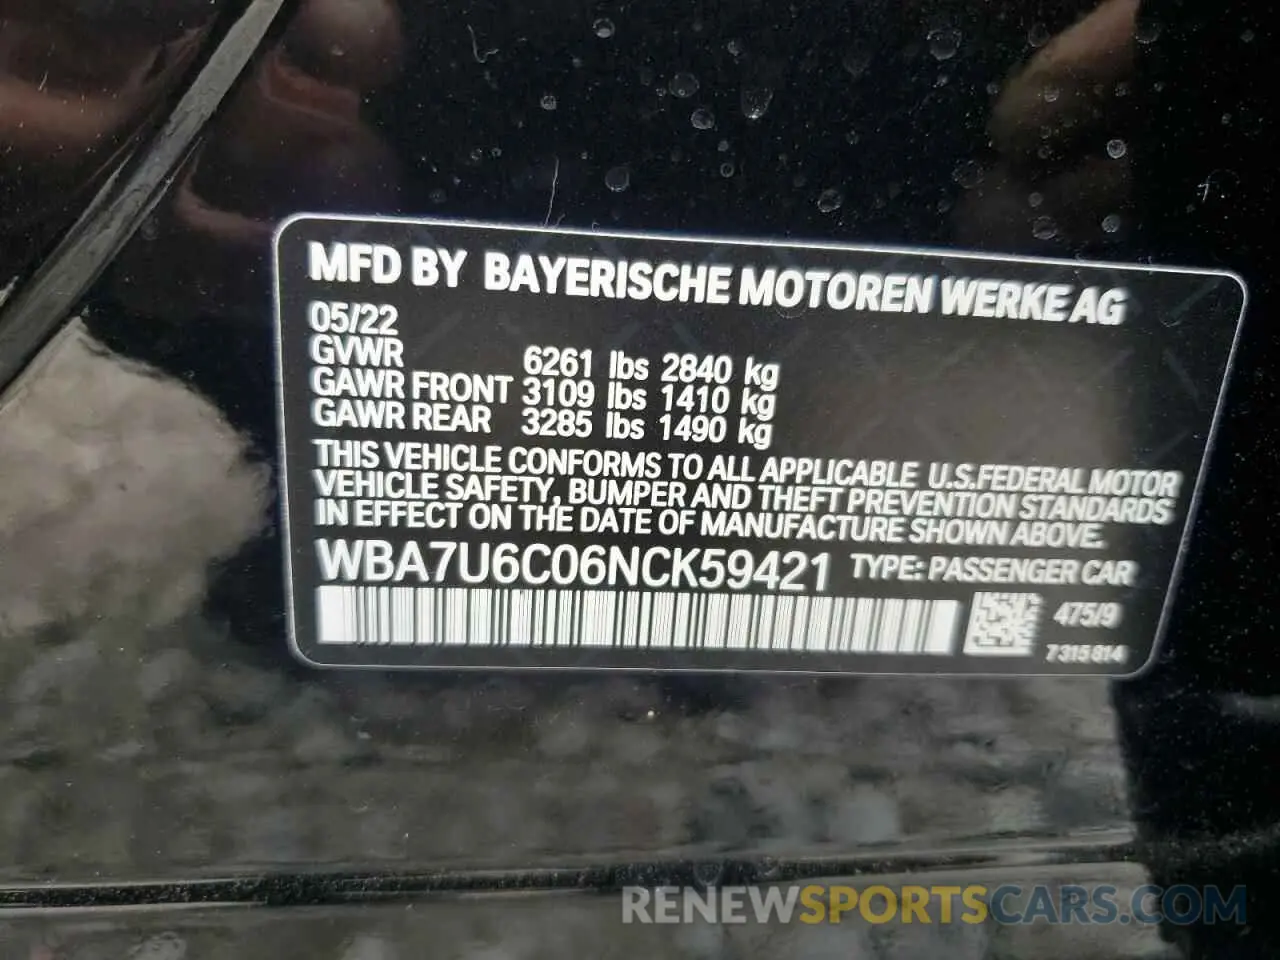 MFD BY BAYERISCHE MOTOREN WERKE AG
05/22
GVWR 6261 lbs 2840 kg
GAWR FRONT 3109 lbs 1410 kg
GAWR REAR 3285 lbs 1490 kg
THIS VEHICLE CONFORMS TO ALL APPLICABLE U.S.FEDERAL MOTOR
VEHICLE SAFETY, BUMPER AND THEFT PREVENTION STANDARDS
IN EFFECT ON THE DATE OF MANUFACTURE SHOWN ABOVE.
WBA7U6C06NCK59421 TYPE: PASSENGER CAR
475/9
7315814
RENEWSPORTSCARS.COM